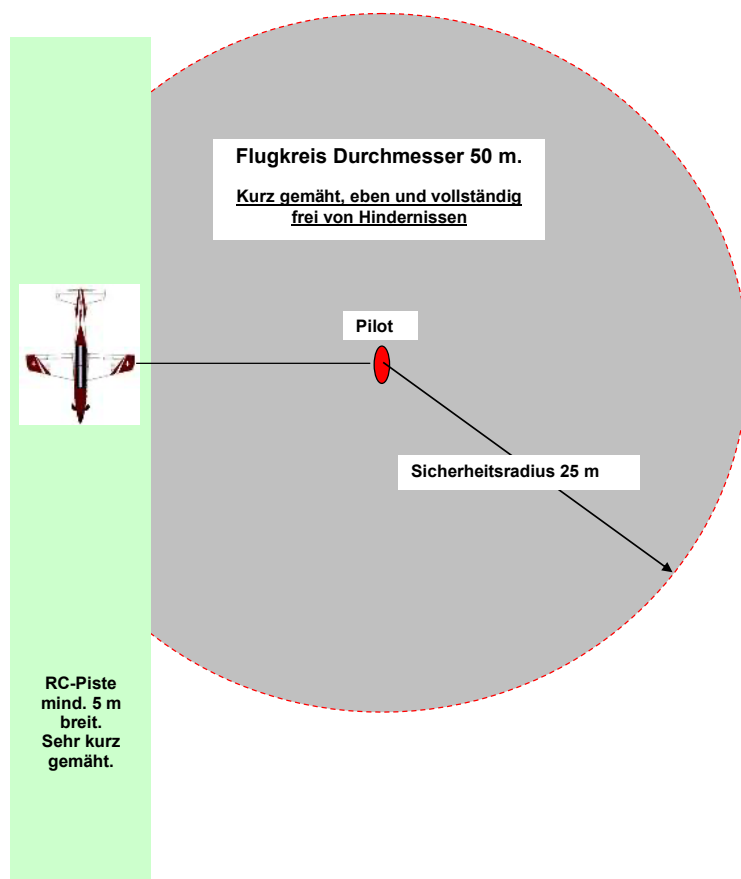 Flugkreis Durchmesser 50 m.
Kurz gemäht, eben und vollständig
frei von Hindernissen
Pilot
Sicherheitsradius 25 m
RC-Piste
mind. 5 m
breit.
Sehr kurz
gemäht.